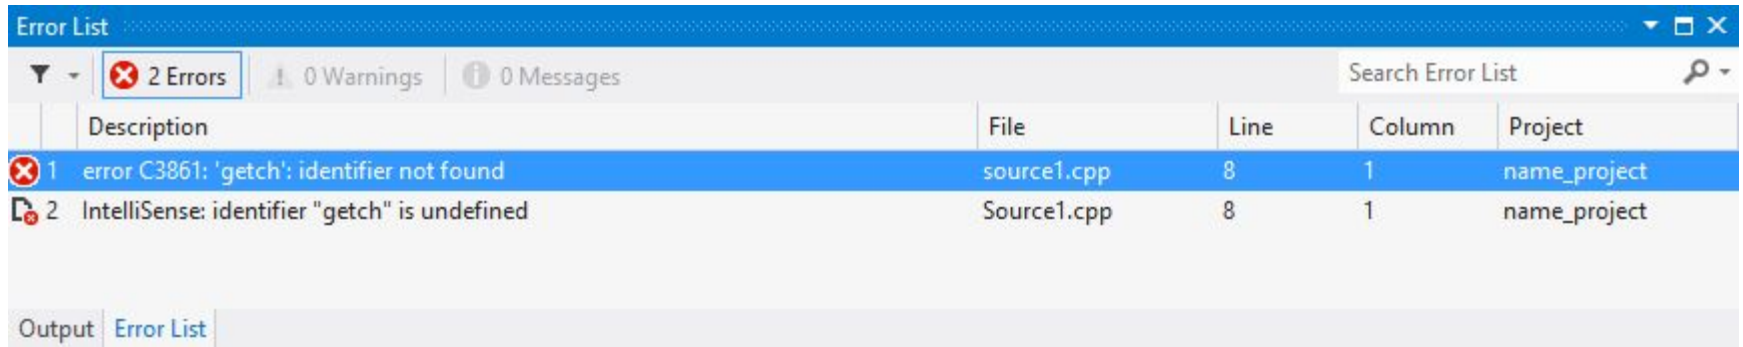 Error List
2 Errors 0 Warnings 0 Messages Search Error List
Description File Line Column Project
1 error C3861: 'getch': identifier not found source1.cpp 8 1 name_project
2 IntelliSense: identifier "getch" is undefined Source1.cpp 8 1 name_project
Output Error List